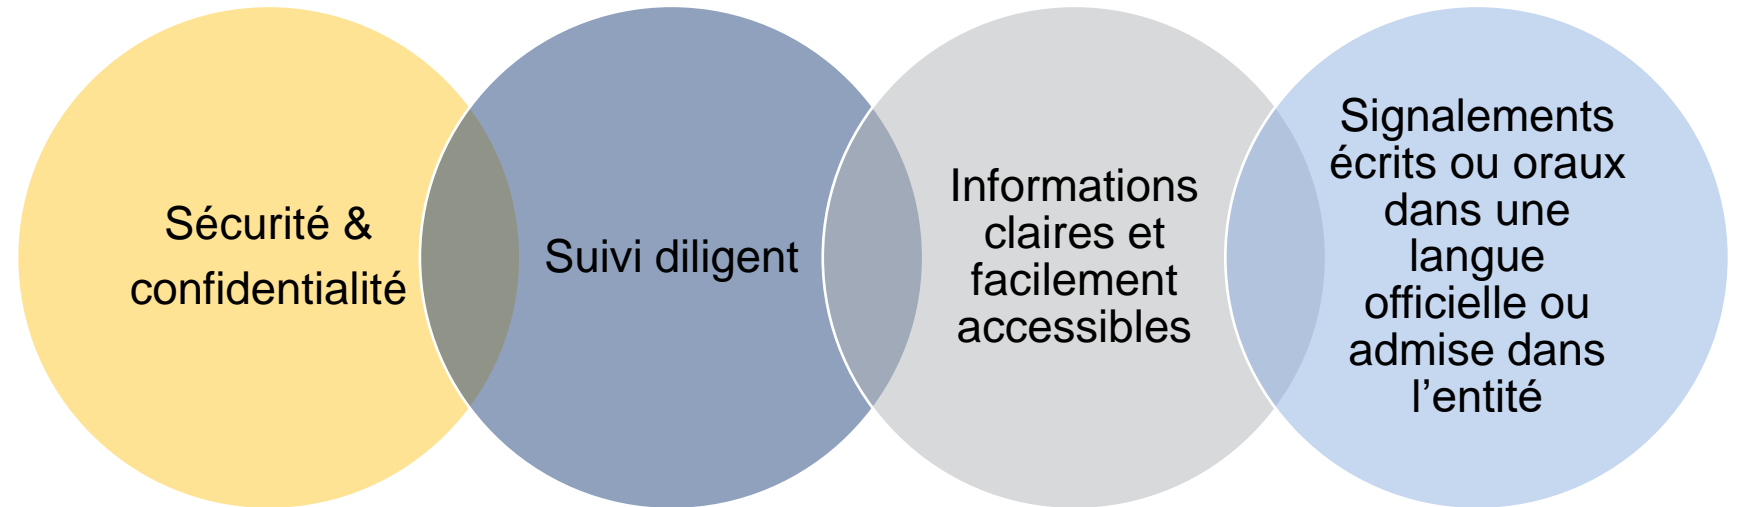 Sécurité &
confidentialité
Suivi diligent
Informations
claires et
facilement
accessibles
Signalements
écrits ou oraux
dans une
langue
officielle ou
admise dans
l’entité